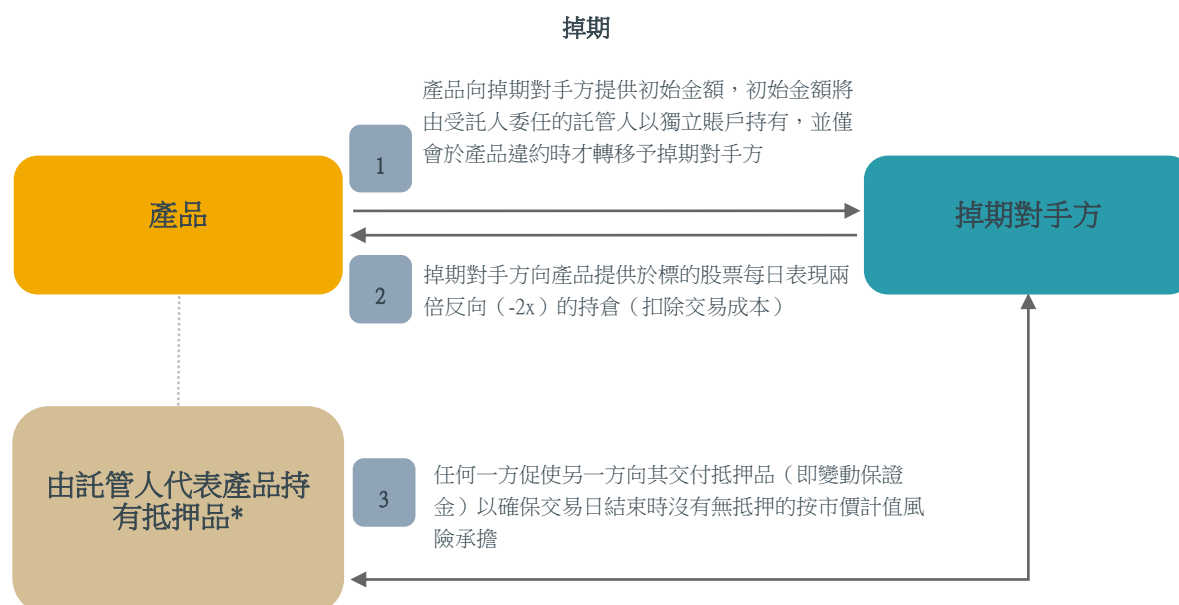 掉期
產品向掉期對手方提供初始金額，初始金額將
由受託人委任的託管人以獨立賬戶持有，並僅
會於產品違約時才轉移予掉期對手方
1
產品
掉期對手方
2
掉期對手方向產品提供於標的股票每日表現兩
倍反向（-2x）的持倉（扣除交易成本）
由託管人代表產品持
有抵押品*
3
任何一方促使另一方向其交付抵押品（即變動保證
金）以確保交易日結束時沒有無抵押的按市價計值風
險承擔